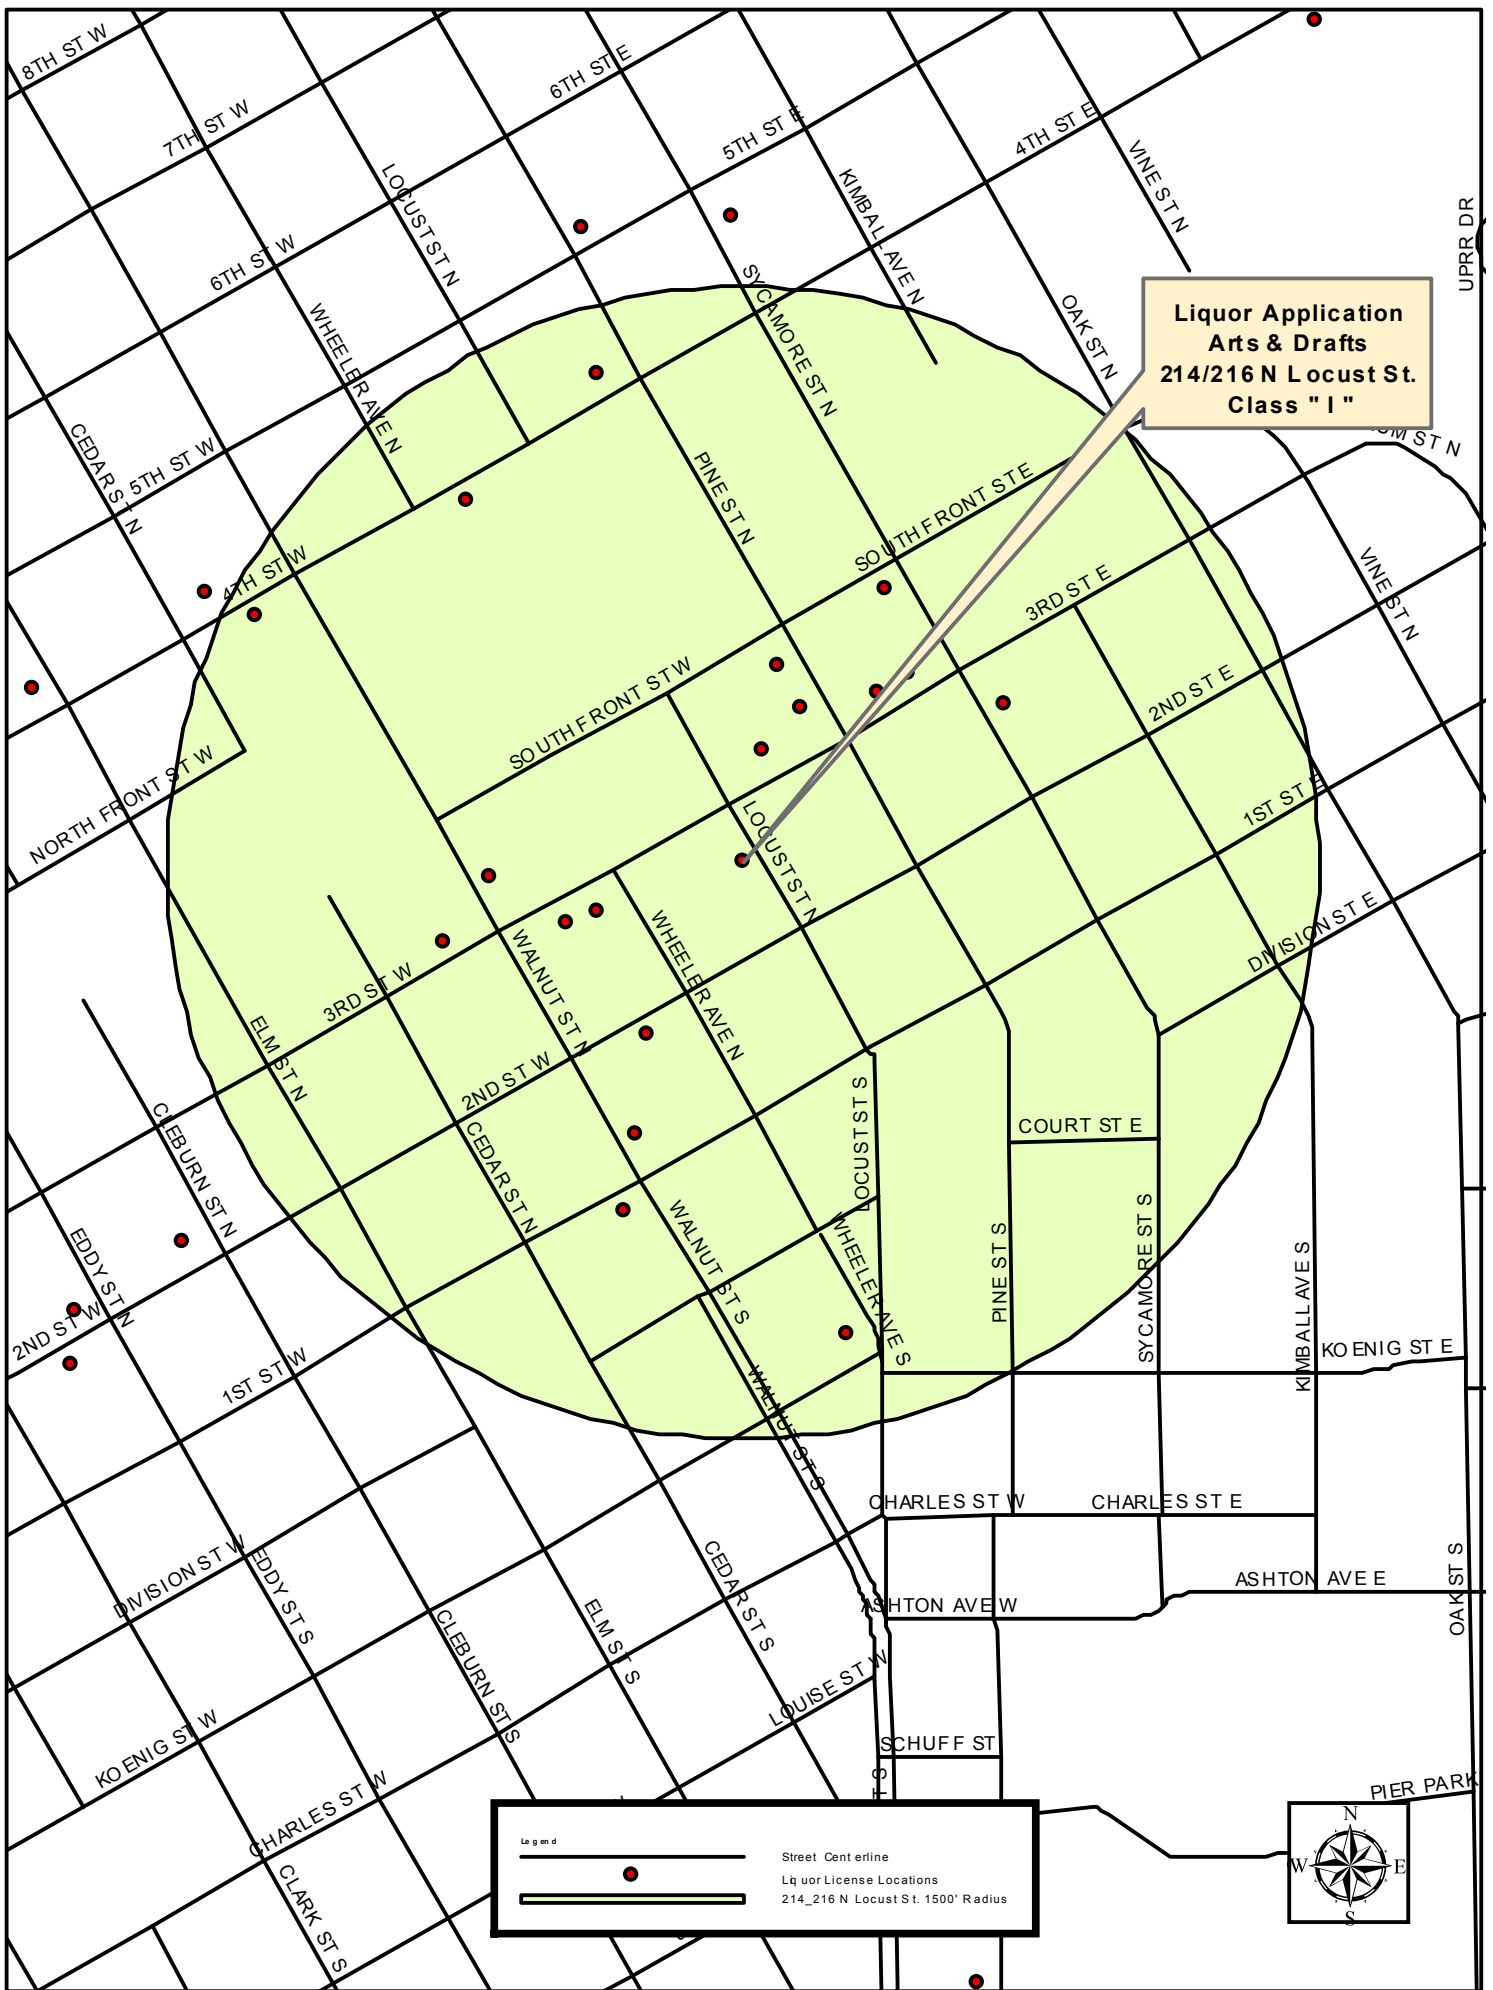 8TH ST W
7TH ST W
6TH ST E
5TH ST E
4TH ST E
VINE ST N
UPRR DR
LOCUST ST N
KIMBALL AVE N
6TH ST W
WHEELER AVE N
SYCAMORE ST N
OAK ST N
Liquor Application
Arts & Drafts
214/216 N Locust St.
Class " I "
ST N
CEDAR ST N
5TH ST W
PINE ST N
SOUTH FRONT ST E
4TH ST W
3RD ST E
VINE ST N
SOUTH FRONT ST W
2ND ST E
NORTH FRONT ST W
LOCUST ST N
1ST ST E
WALNUT ST N
WHEELER AVE N
DIVISION ST E
3RD ST W
ELM ST N
2ND ST W
CLEBURN ST N
CEDAR ST N
LOCUST ST S
COURT ST E
EDDY ST N
WALNUT ST S
WHEELER AVE S
PINE ST S
SYCAMORE ST S
KIMBALL AVE S
2ND ST W
1ST ST W
KOENIG ST E
WALNUT ST S
CHARLES ST W
CHARLES ST E
DIVISION ST W
EDDY ST S
CEDAR ST S
ASHTON AVE W
ASHTON AVE E
OAK ST S
CLEBURN ST S
ELM ST S
LOUISE ST W
KOENIG ST W
SCHUFF ST
T S
CHARLES ST W
PIER PARK
CLARK ST S
Legend
Street Centerline
Liquor License Locations
214_216 N Locust St. 1500' Radius
N
W E
S